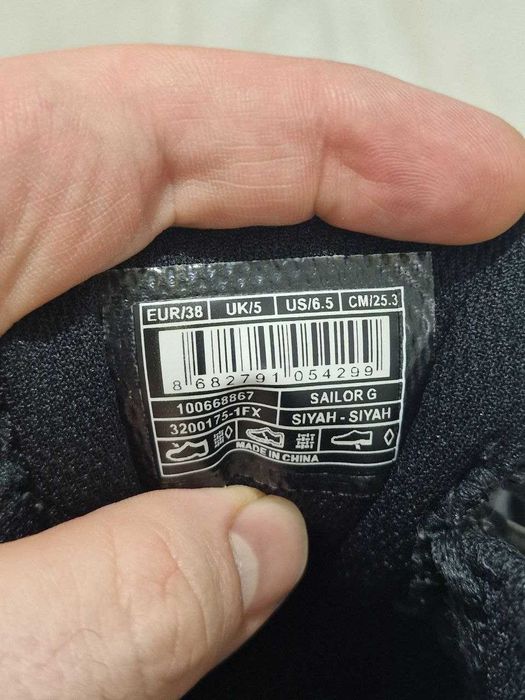 EUR/38 UK/5 US/6.5 CM/25.3
8 682791 054299
100668867 SAILOR G
3200175-1FX SIYAH - SIYAH
MADE IN CHINA